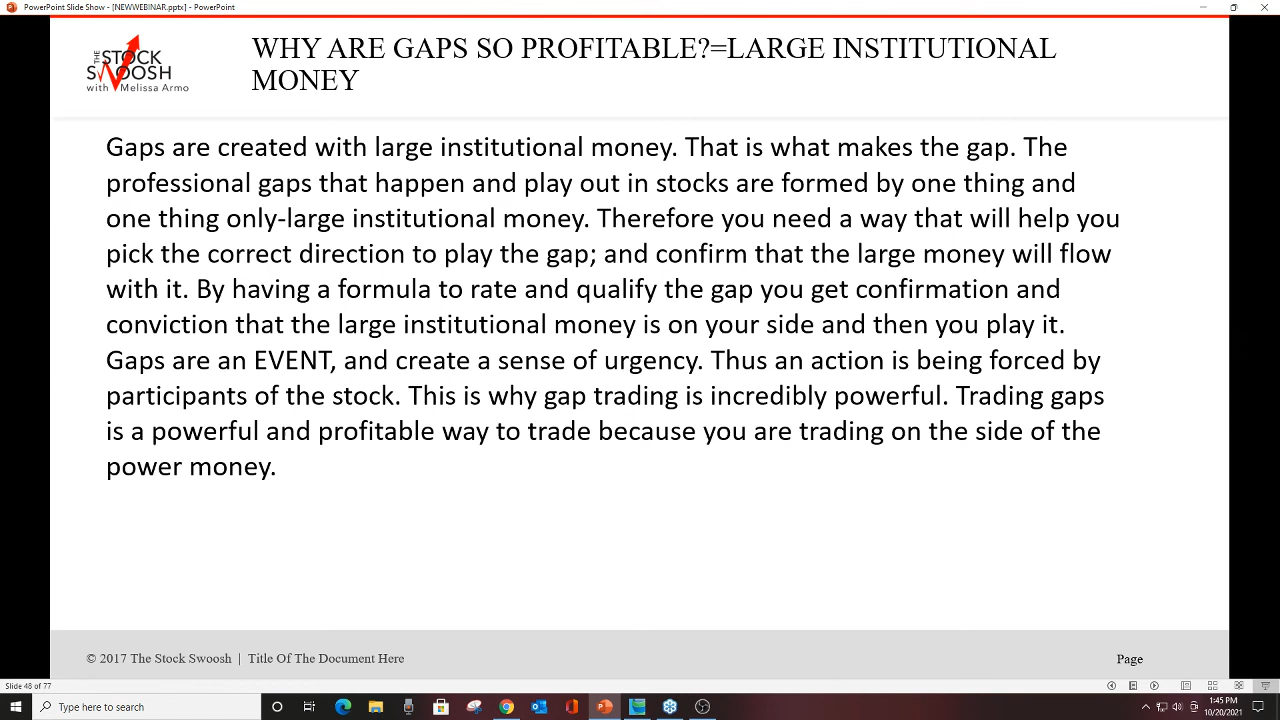 PowerPoint Slide Show - [NEWWEBINAR.pptx] - PowerPoint
THE
STOCK
SWOOSH
with Melissa Armo
WHY ARE GAPS SO PROFITABLE?=LARGE INSTITUTIONAL
MONEY
Gaps are created with large institutional money. That is what makes the gap. The
professional gaps that happen and play out in stocks are formed by one thing and
one thing only-large institutional money. Therefore you need a way that will help you
pick the correct direction to play the gap; and confirm that the large money will flow
with it. By having a formula to rate and qualify the gap you get confirmation and
conviction that the large institutional money is on your side and then you play it.
Gaps are an EVENT, and create a sense of urgency. Thus an action is being forced by
participants of the stock. This is why gap trading is incredibly powerful. Trading gaps
is a powerful and profitable way to trade because you are trading on the side of the
power money.
© 2017 The Stock Swoosh | Title Of The Document Here
Page
Slide 48 of 77
Type here to search
1:45 PM
10/20/2021